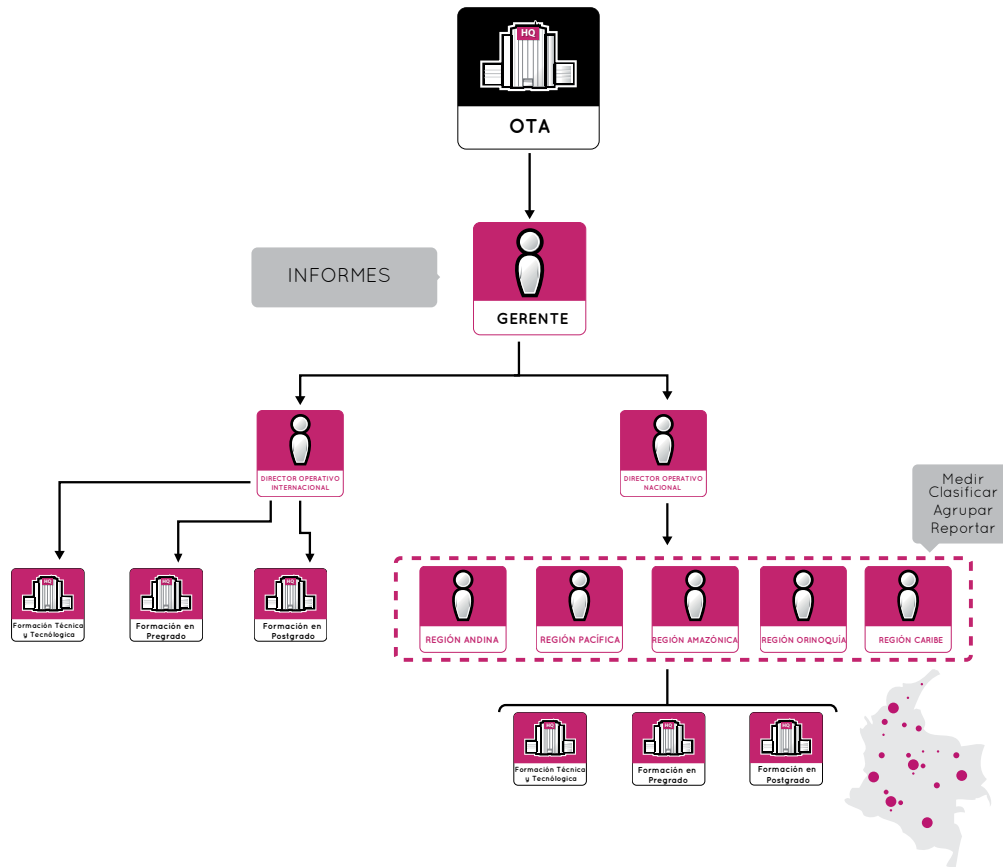 HQ
OTA
INFORMES
GERENTE
DIRECTOR OPERATIVO
INTERNACIONAL
DIRECTOR OPERATIVO
NACIONAL
Medir
Clasificar
Agrupar
Reportar
HQ
Formación Técnica
y Tecnólogica
HQ
Formación en
Pregrado
HQ
Formación en
Postgrado
REGIÓN ANDINA
REGIÓN PACÍFICA
REGIÓN AMAZÓNICA
REGIÓN ORINOQUÍA
REGIÓN CARIBE
HQ
Formación Técnica
y Tecnólogica
HQ
Formación en
Pregrado
HQ
Formación en
Postgrado